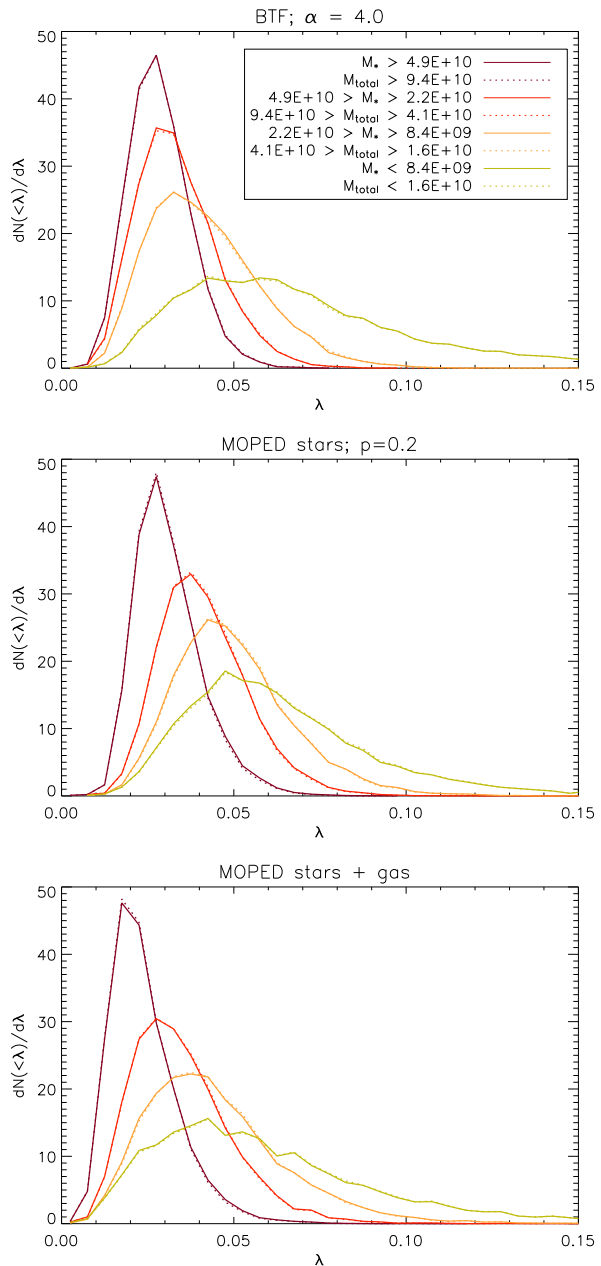 BTF; α = 4.0
50
40
30
20
10
0
dN(<λ)/dλ
M* > 4.9E+10
Mtotal > 9.4E+10
4.9E+10 > M* > 2.2E+10
9.4E+10 > Mtotal > 4.1E+10
2.2E+10 > M* > 8.4E+09
4.1E+10 > Mtotal > 1.6E+10
M* < 8.4E+09
Mtotal < 1.6E+10
0.00 0.05 0.10 0.15
λ
MOPED stars; p=0.2
50
40
30
20
10
0
dN(<λ)/dλ
0.00 0.05 0.10 0.15
λ
MOPED stars + gas
50
40
30
20
10
0
dN(<λ)/dλ
0.00 0.05 0.10 0.15
λ